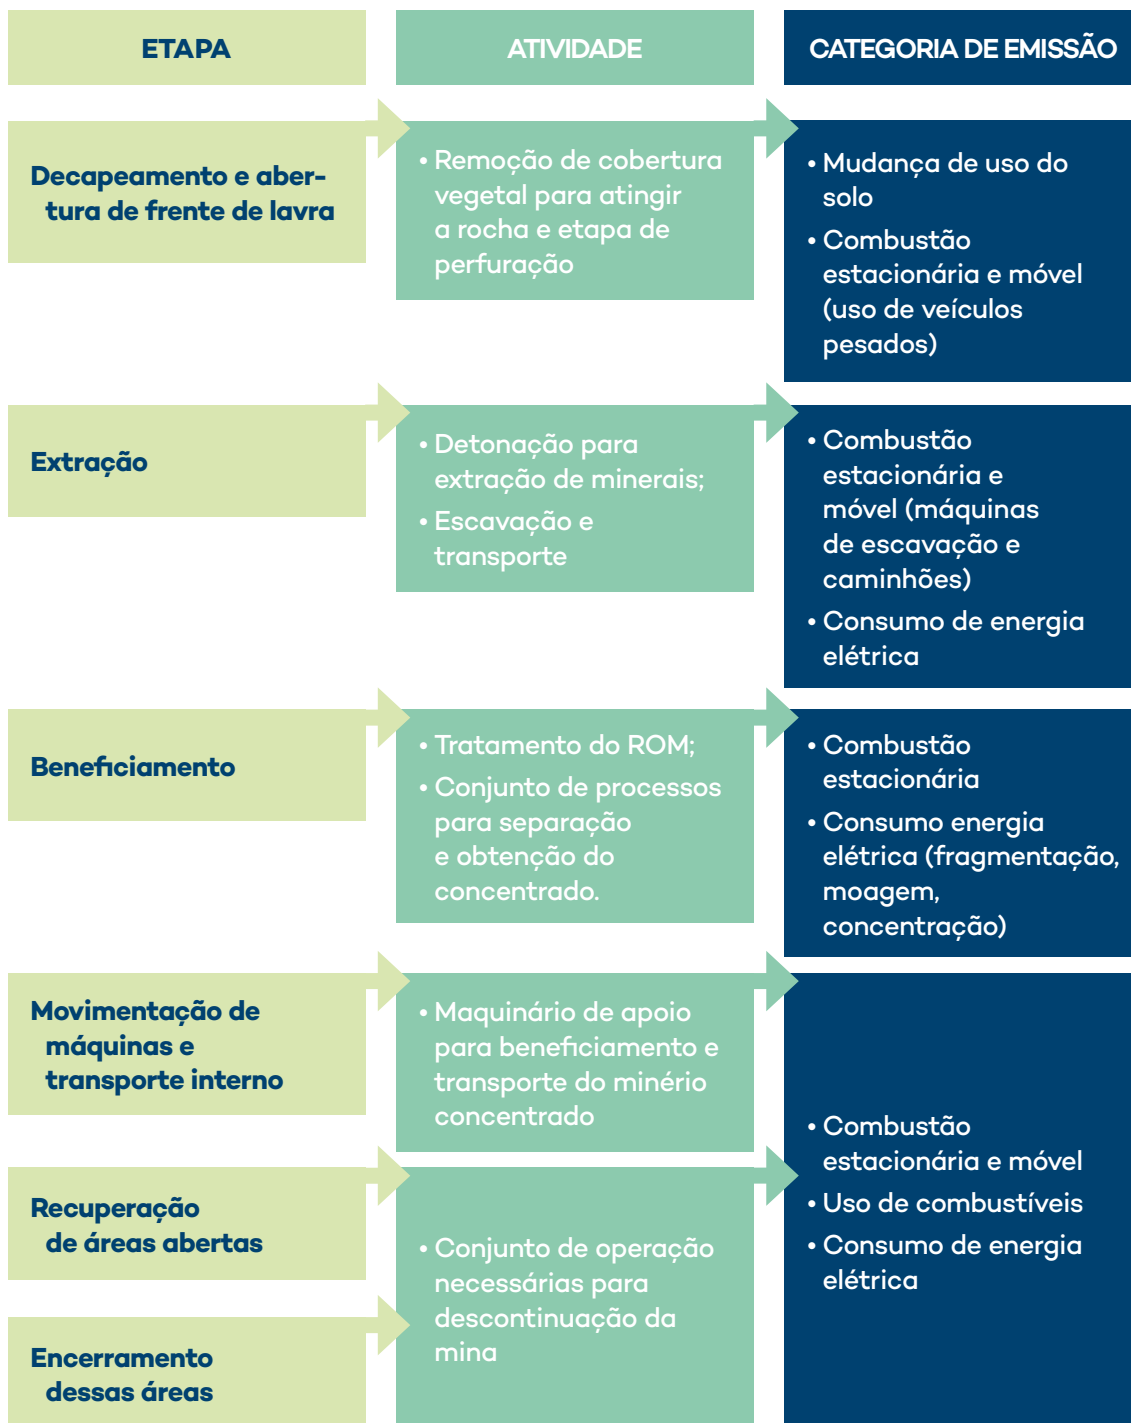 ETAPA
ATIVIDADE
CATEGORIA DE EMISSÃO
Decapeamento e aber-
tura de frente de lavra
• Remoção de cobertura
vegetal para atingir
a rocha e etapa de
perfuração
• Mudança de uso do
solo
• Combustão
estacionária e móvel
(uso de veículos
pesados)
Extração
• Detonação para
extração de minerais;
• Escavação e
transporte
• Combustão
estacionária e
móvel (máquinas
de escavação e
caminhões)
• Consumo de energia
elétrica
Beneficiamento
• Tratamento do ROM;
• Conjunto de processos
para separação
e obtenção do
concentrado.
• Combustão
estacionária
• Consumo energia
elétrica (fragmentação,
moagem,
concentração)
Movimentação de
máquinas e
transporte interno
• Maquinário de apoio
para beneficiamento e
transporte do minério
concentrado
Recuperação
de áreas abertas
Encerramento
dessas áreas
• Conjunto de operação
necessárias para
descontinuação da
mina
• Combustão
estacionária e móvel
• Uso de combustíveis
• Consumo de energia
elétrica